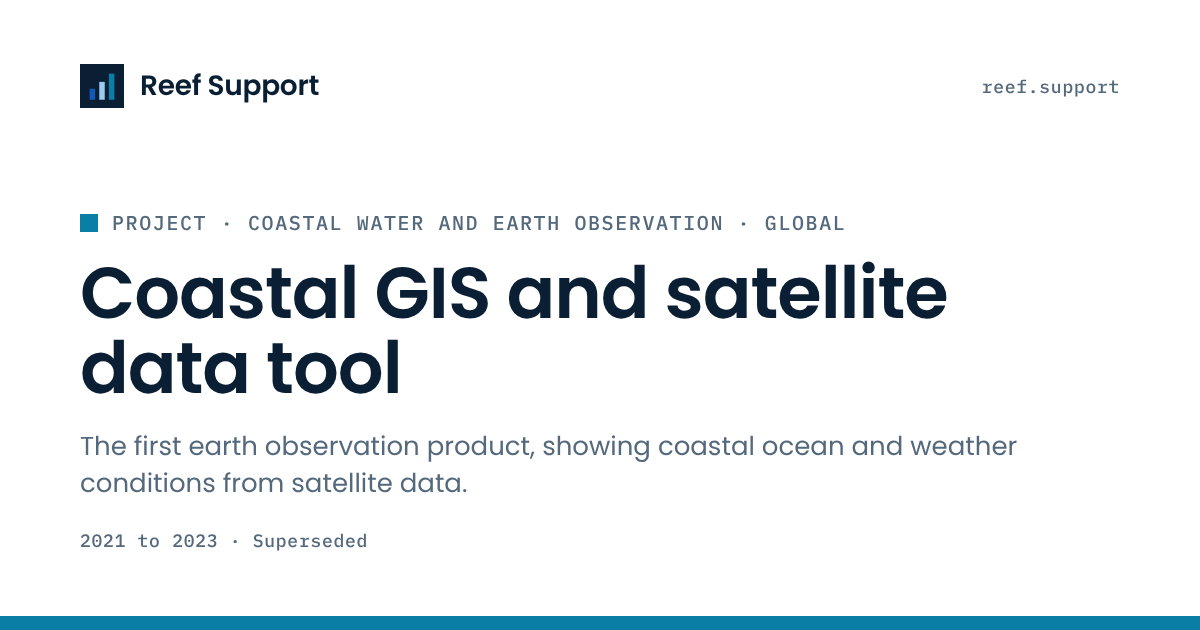 Reef Support
reef.support
PROJECT · COASTAL WATER AND EARTH OBSERVATION · GLOBAL
Coastal GIS and satellite
data tool
The first earth observation product, showing coastal ocean and weather
conditions from satellite data.
2021 to 2023 · Superseded